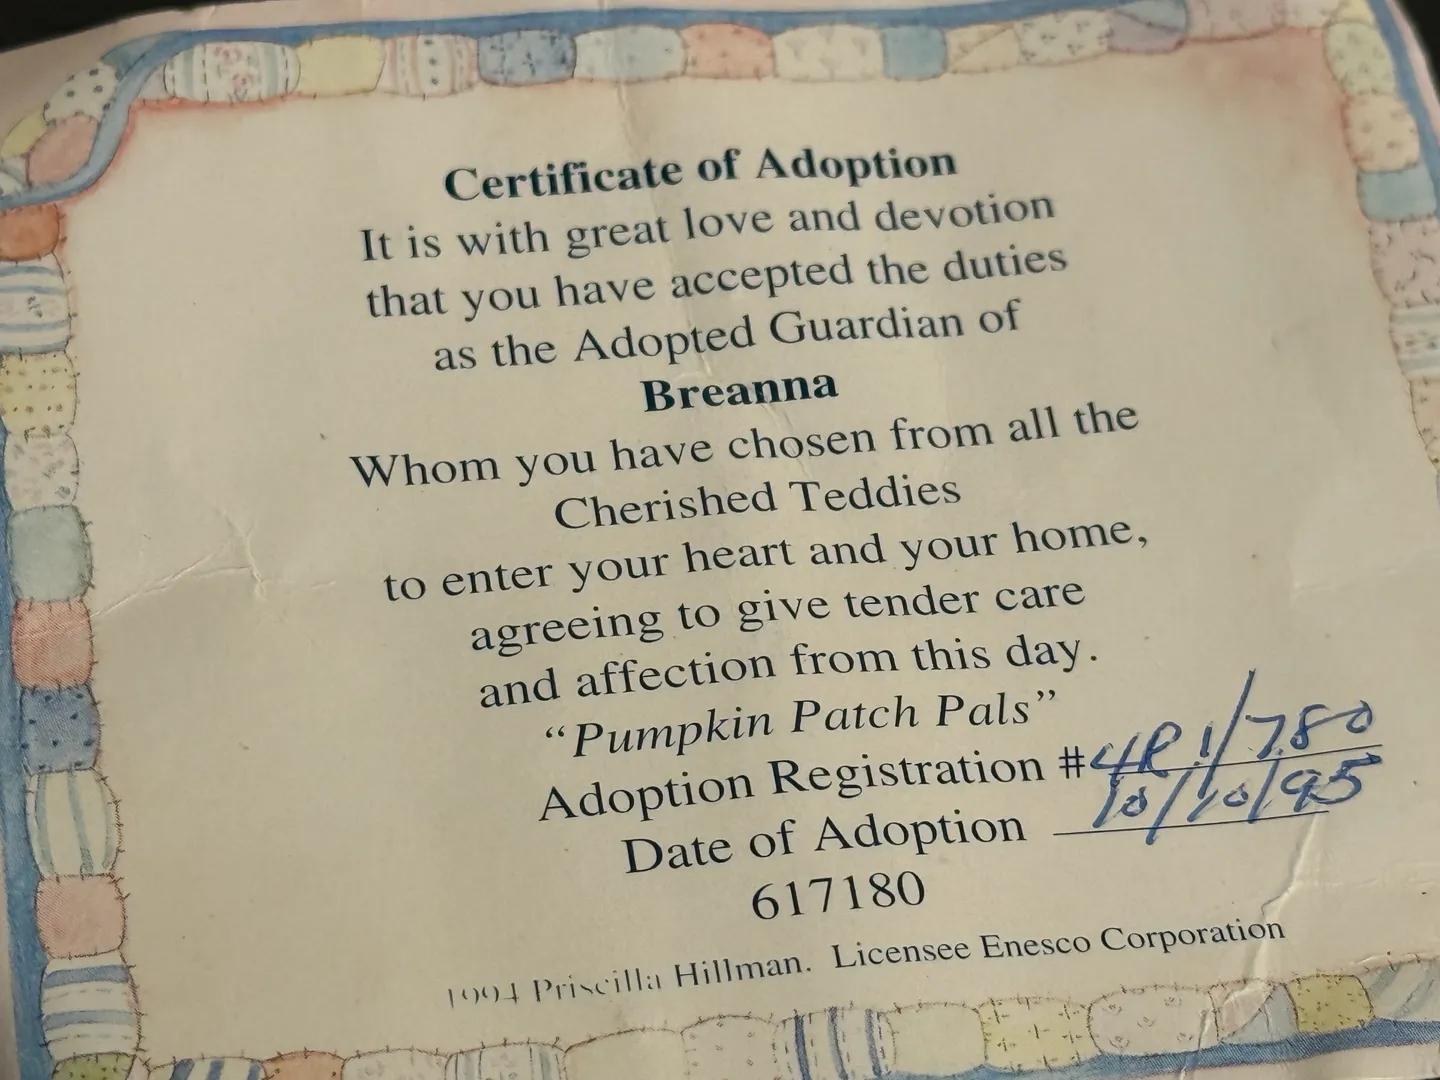 Certificate of Adoption
It is with great love and devotion
that you have accepted the duties
as the Adopted Guardian of
Breanna
Whom you have chosen from all the
Cherished Teddies
to enter your heart and your home,
agreeing to give tender care
and affection from this day.
“Pumpkin Patch Pals”
Adoption Registration #4R1/780
Date of Adoption 10/10/95
617180
1994 Priscilla Hillman. Licensee Enesco Corporation